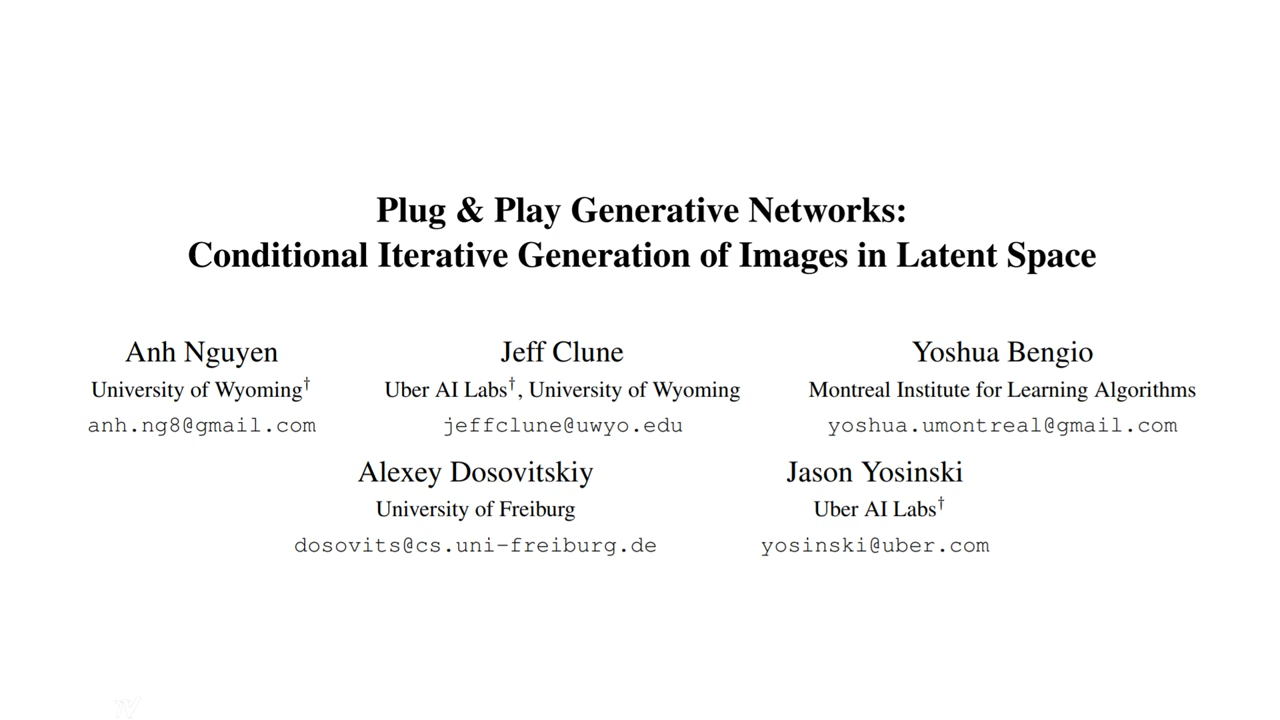 Plug & Play Generative Networks:
Conditional Iterative Generation of Images in Latent Space
Anh Nguyen
University of Wyoming†
anh.ng8@gmail.com
Jeff Clune
Uber AI Labs†, University of Wyoming
jeffclune@uwyo.edu
Yoshua Bengio
Montreal Institute for Learning Algorithms
yoshua.umontreal@gmail.com
Alexey Dosovitskiy
University of Freiburg
dosovits@cs.uni-freiburg.de
Jason Yosinski
Uber AI Labs†
yosinski@uber.com